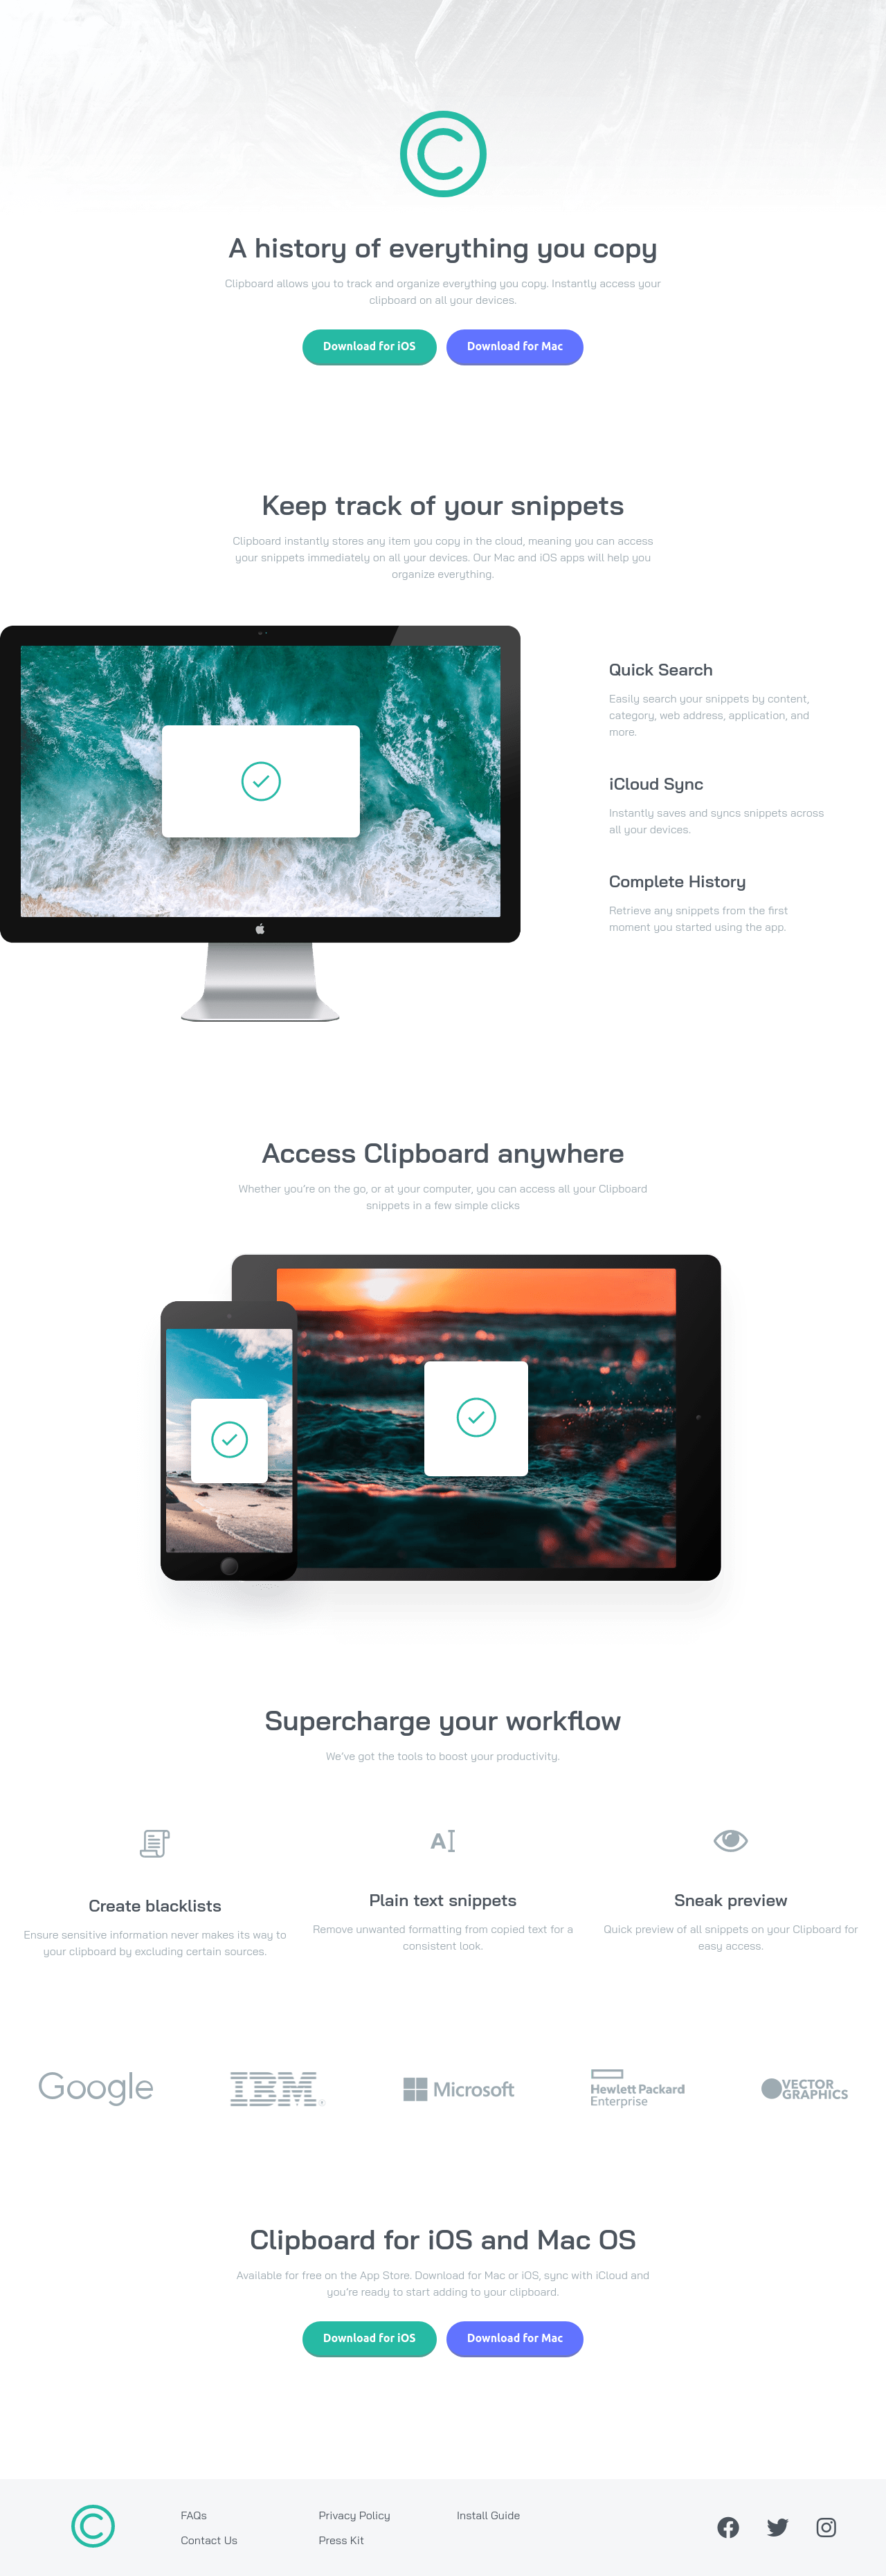 A history of everything you copy
Clipboard allows you to track and organize everything you copy. Instantly access your
clipboard on all your devices.
Download for iOS
Download for Mac
Keep track of your snippets
Clipboard instantly stores any item you copy in the cloud, meaning you can access
your snippets immediately on all your devices. Our Mac and iOS apps will help you
organize everything.
Quick Search
Easily search your snippets by content,
category, web address, application, and
more.
iCloud Sync
Instantly saves and syncs snippets across
all your devices.
Complete History
Retrieve any snippets from the first
moment you started using the app.
Access Clipboard anywhere
Whether you’re on the go, or at your computer, you can access all your Clipboard
snippets in a few simple clicks
Supercharge your workflow
We’ve got the tools to boost your productivity.
Create blacklists
Ensure sensitive information never makes its way to
your clipboard by excluding certain sources.
Plain text snippets
Remove unwanted formatting from copied text for a
consistent look.
Sneak preview
Quick preview of all snippets on your Clipboard for
easy access.
Google
IBM
Microsoft
Hewlett Packard
Enterprise
VECTOR
GRAPHICS
Clipboard for iOS and Mac OS
Available for free on the App Store. Download for Mac or iOS, sync with iCloud and
you’re ready to start adding to your clipboard.
Download for iOS
Download for Mac
FAQs
Contact Us
Privacy Policy
Press Kit
Install Guide